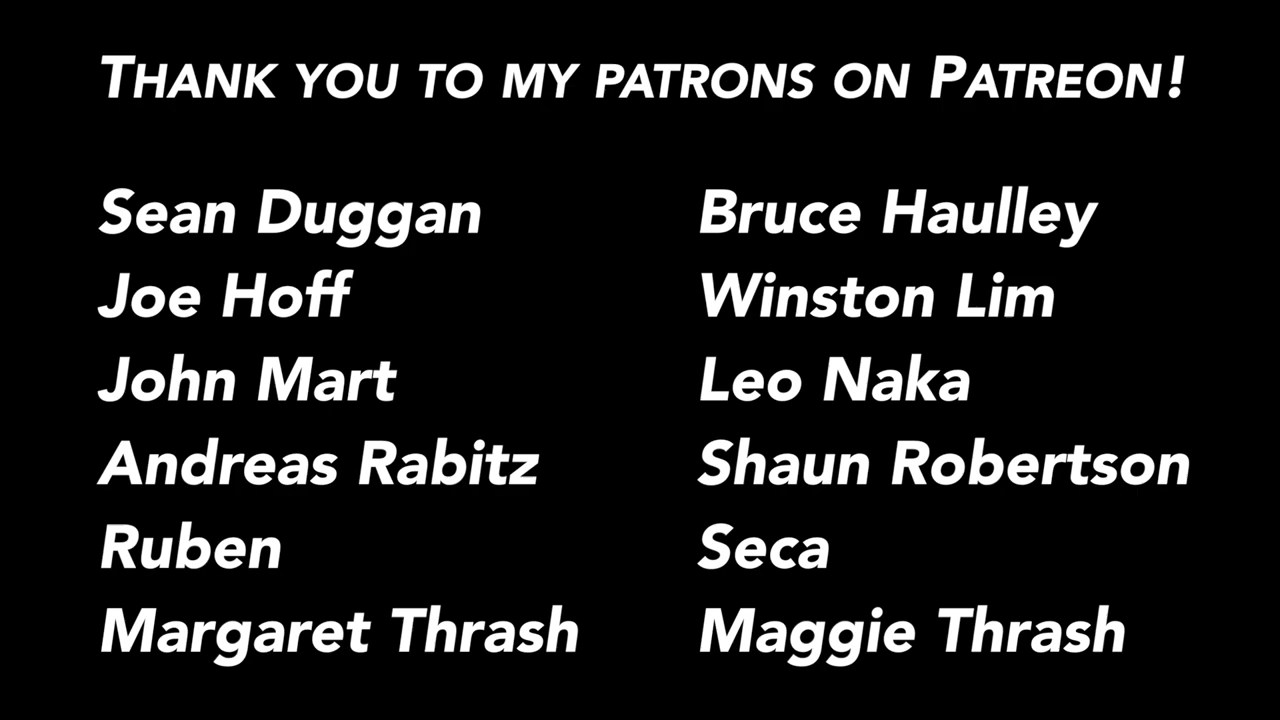 THANK YOU TO MY PATRONS ON PATREON!
Sean Duggan
Joe Hoff
John Mart
Andreas Rabitz
Ruben
Margaret Thrash
Bruce Haulley
Winston Lim
Leo Naka
Shaun Robertson
Seca
Maggie Thrash